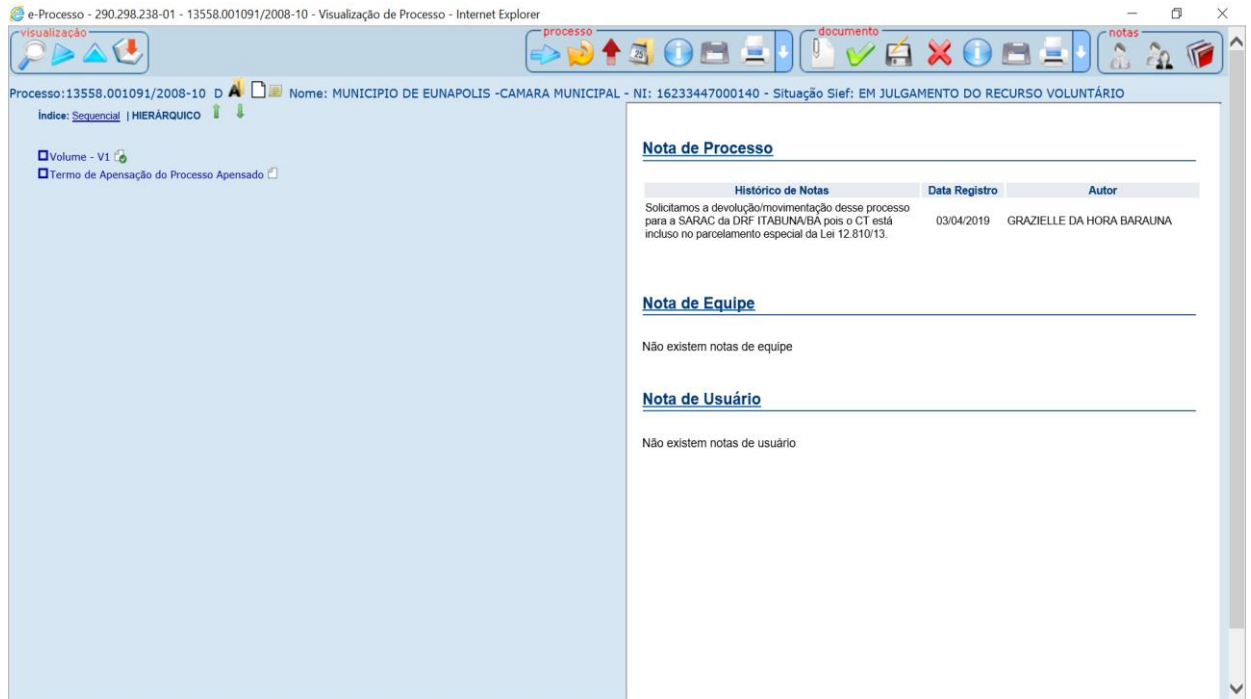 e-Processo - 290.298.238-01 - 13558.001091/2008-10 - Visualização de Processo - Internet Explorer
visualização
processo
documento
notas
25
Processo:13558.001091/2008-10 D A Nome: MUNICIPIO DE EUNAPOLIS -CAMARA MUNICIPAL - NI: 16233447000140 - Situação Sief: EM JULGAMENTO DO RECURSO VOLUNTÁRIO
Índice: Sequencial | HIERÁRQUICO
Volume - V1
Termo de Apensação do Processo Apensado
Nota de Processo
Histórico de Notas Data Registro Autor
Solicitamos a devolução/movimentação desse processo
para a SARAC da DRF ITABUNA/BA pois o CT está
incluso no parcelamento especial da Lei 12.810/13.
03/04/2019 GRAZIELLE DA HORA BARAUNA
Nota de Equipe
Não existem notas de equipe
Nota de Usuário
Não existem notas de usuário